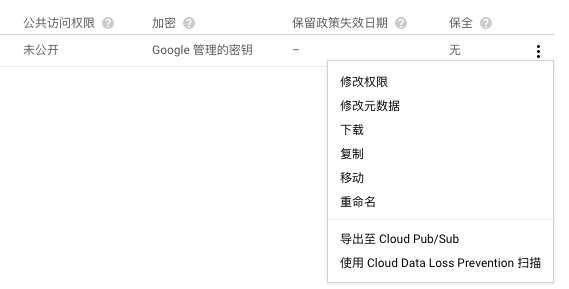 公共访问权限 加密 保留政策失效日期 保全
未公开 Google 管理的密钥 – 无
修改权限
修改元数据
下载
复制
移动
重命名
导出至 Cloud Pub/Sub
使用 Cloud Data Loss Prevention 扫描